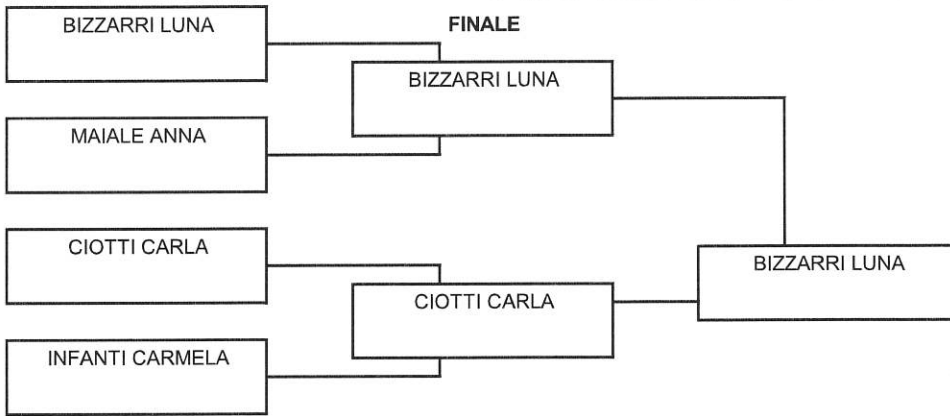 BIZZARRI LUNA
FINALE
BIZZARRI LUNA
MAIALE ANNA
CIOTTI CARLA
BIZZARRI LUNA
CIOTTI CARLA
INFANTI CARMELA